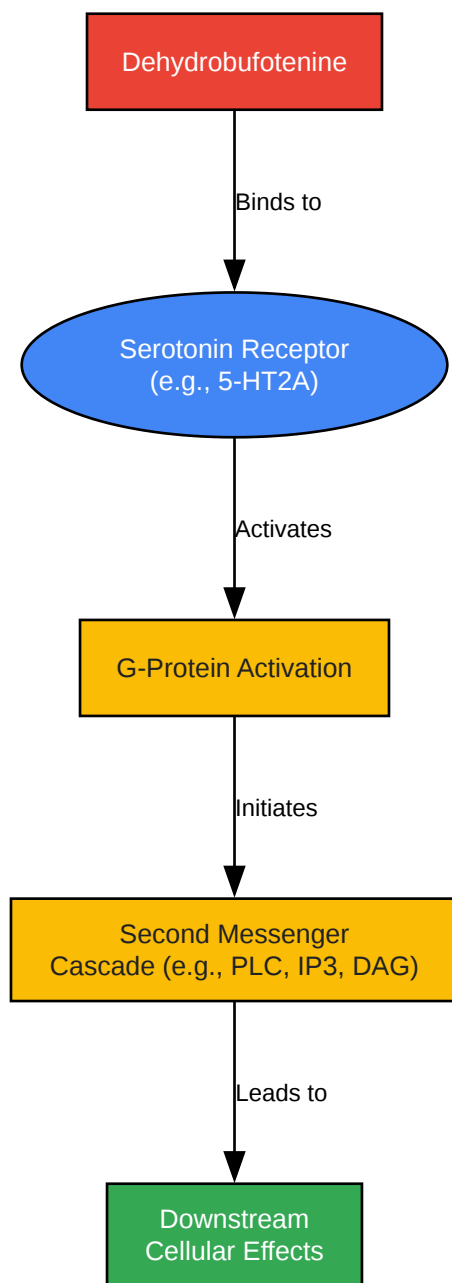 Dehydrobufotenine
Binds to
Serotonin Receptor
(e.g., 5-HT2A)
Activates
G-Protein Activation
Initiates
Second Messenger
Cascade (e.g., PLC, IP3, DAG)
Leads to
Downstream
Cellular Effects